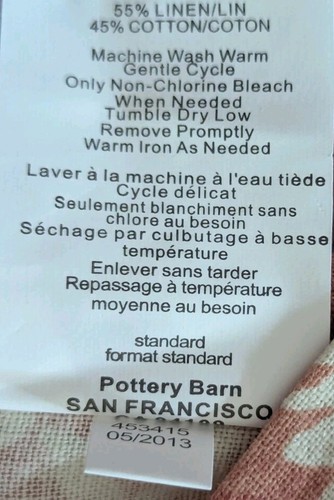 55% LINEN/LIN
45% COTTON/COTON
Machine Wash Warm
Gentle Cycle
Only Non-Chlorine Bleach
When Needed
Tumble Dry Low
Remove Promptly
Warm Iron As Needed
Laver à la machine à l'eau tiède
Cycle délicat
Seulement blanchiment sans
chlore au besoin
Séchage par culbutage à basse
température
Enlever sans tarder
Repassage à température
moyenne au besoin
standard
format standard
Pottery Barn
SAN FRANCISCO
453415
05/2013